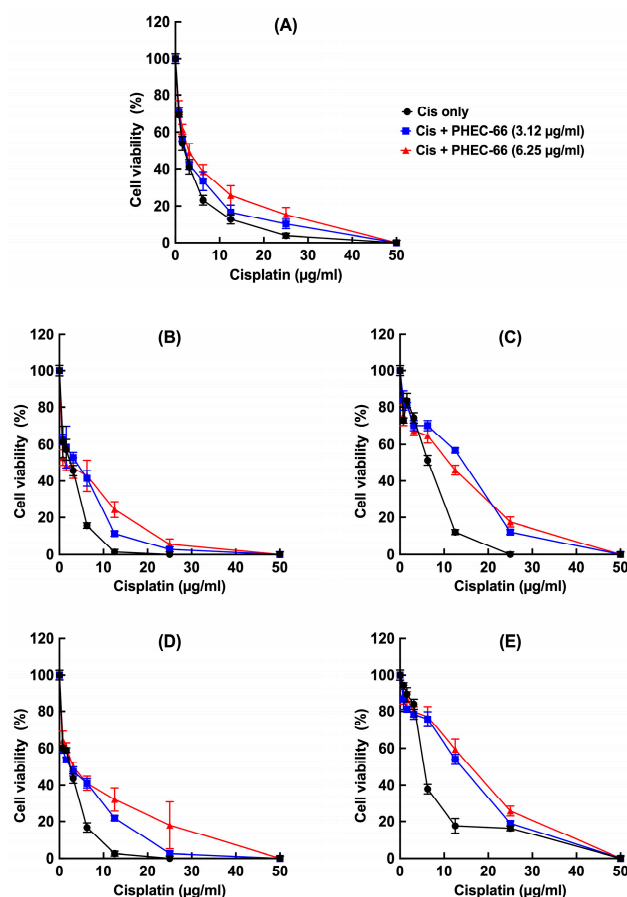 (A)
Cell viability (%)
120
100
80
60
40
20
0
0 10 20 30 40 50
Cisplatin (µg/ml)
Cis only
Cis + PHEC-66 (3.12 µg/ml)
Cis + PHEC-66 (6.25 µg/ml)
(B)
Cell viability (%)
120
100
80
60
40
20
0
0 10 20 30 40 50
Cisplatin (µg/ml)
(C)
Cell viability (%)
120
100
80
60
40
20
0
0 10 20 30 40 50
Cisplatin (µg/ml)
(D)
Cell viability (%)
120
100
80
60
40
20
0
0 10 20 30 40 50
Cisplatin (µg/ml)
(E)
Cell viability (%)
120
100
80
60
40
20
0
0 10 20 30 40 50
Cisplatin (µg/ml)